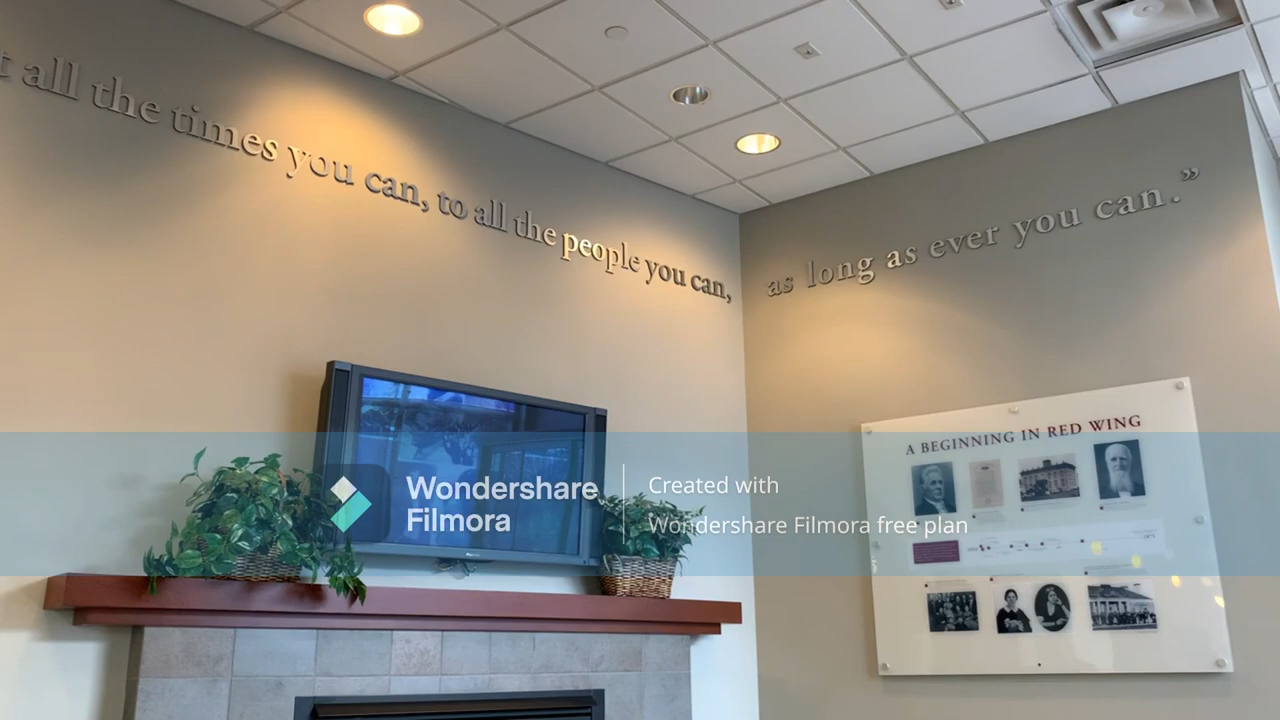 all the times you can, to all the people you can,
as long as ever you can.”
A BEGINNING IN RED WING
Wondershare
Filmora
Created with
Wondershare Filmora free plan